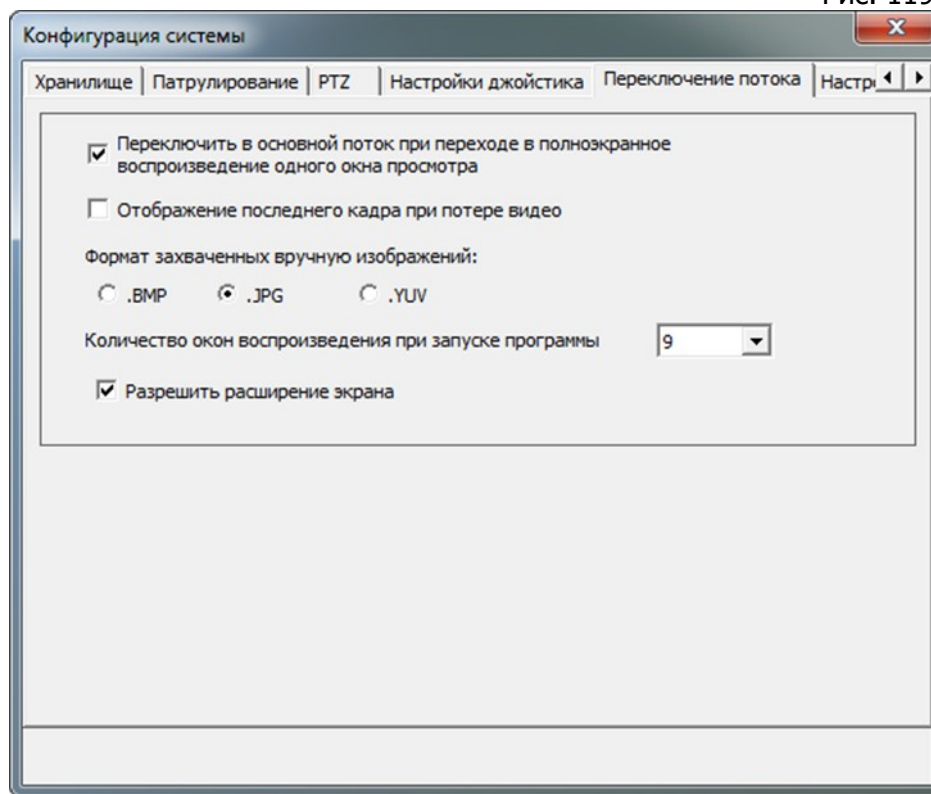 Конфигурация системы
Хранилище Патрулирование PTZ Настройки джойстика Переключение потока
Переключить в основной поток при переходе в полноэкранное
воспроизведение одного окна просмотра
Отображение последнего кадра при потере видео
Формат захваченных вручную изображений:
.BMP .JPG .YUV
Количество окон воспроизведения при запуске программы 9
Разрешить расширение экрана